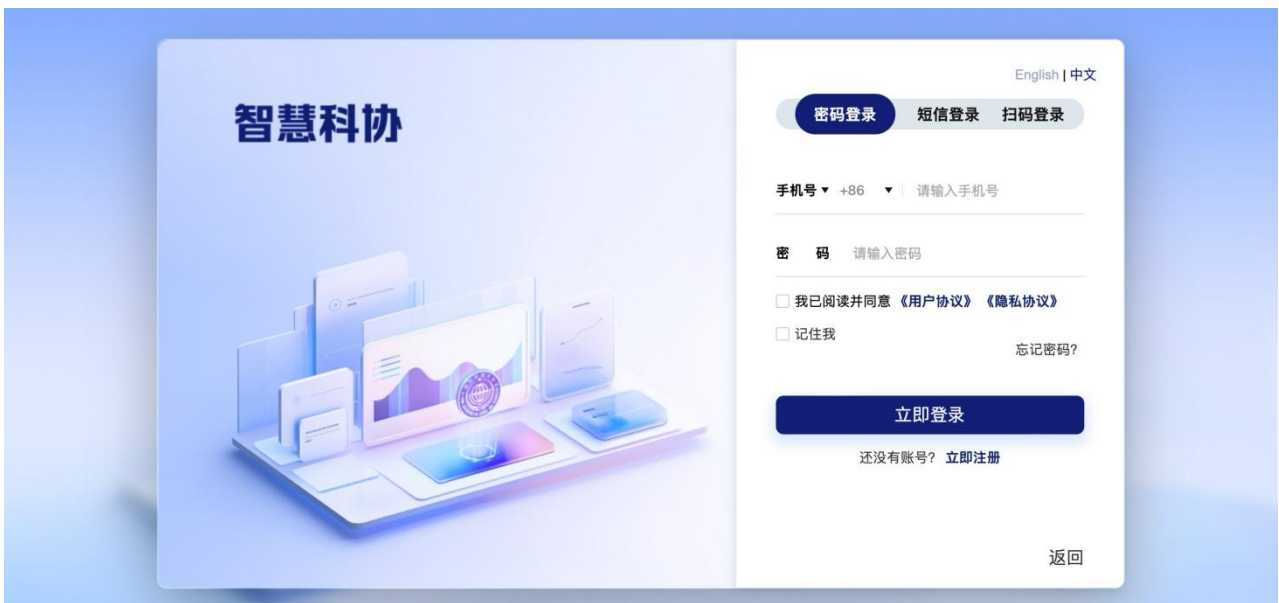 智慧科协
English | 中文
密码登录 短信登录 扫码登录
手机号 ▼ +86 ▼ 请输入手机号
密 码 请输入密码
我已阅读并同意 《用户协议》 《隐私协议》
记住我
忘记密码?
立即登录
还没有账号? 立即注册
返回